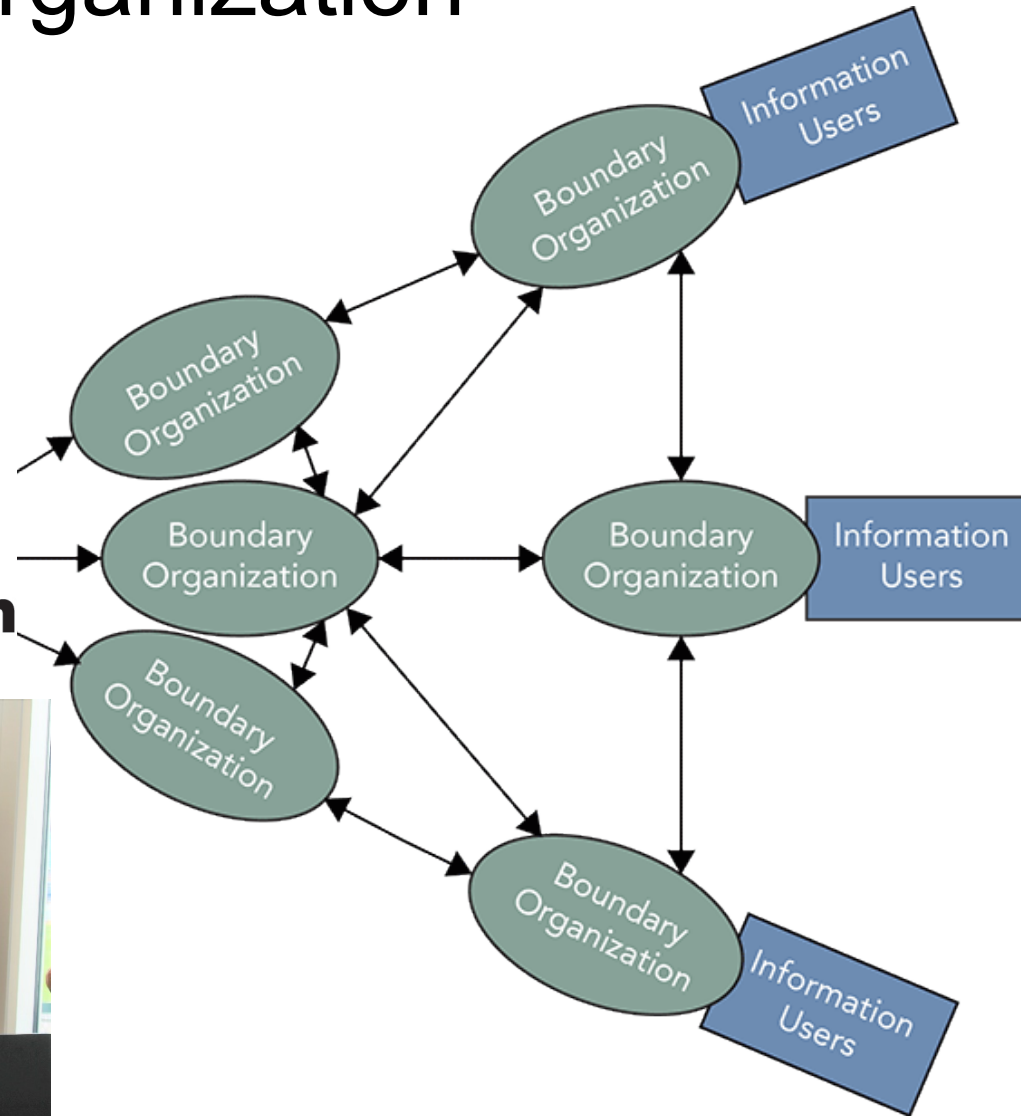 rganization
Information
Users
Boundary
Organization
Boundary
Organization
Boundary
Organization
Boundary
Organization
Information
Users
n
Boundary
Organization
Boundary
Organization
Information
Users